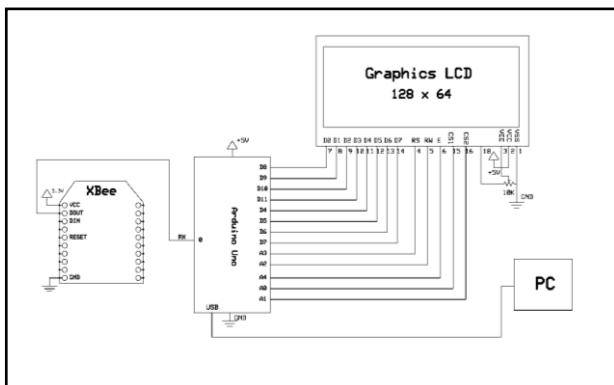 Graphics LCD
128 x 64
D2 D1 D2 D3 D4 D5 D6 D7 RS RW E CS1 CS2 VEE VCC VSS
7 8 9 10 11 12 13 14 4 5 6 15 16 18 3 2 1
+5V
10K
GND
+5V
D8
D9
D10
D11
D4
D5
D6
D7
A3
A2
A4
A0
A1
Arduino Uno
RX
0
USB
GND
3.3V
XBee
VCC
DOUT
DIN
RESET
GND
PC